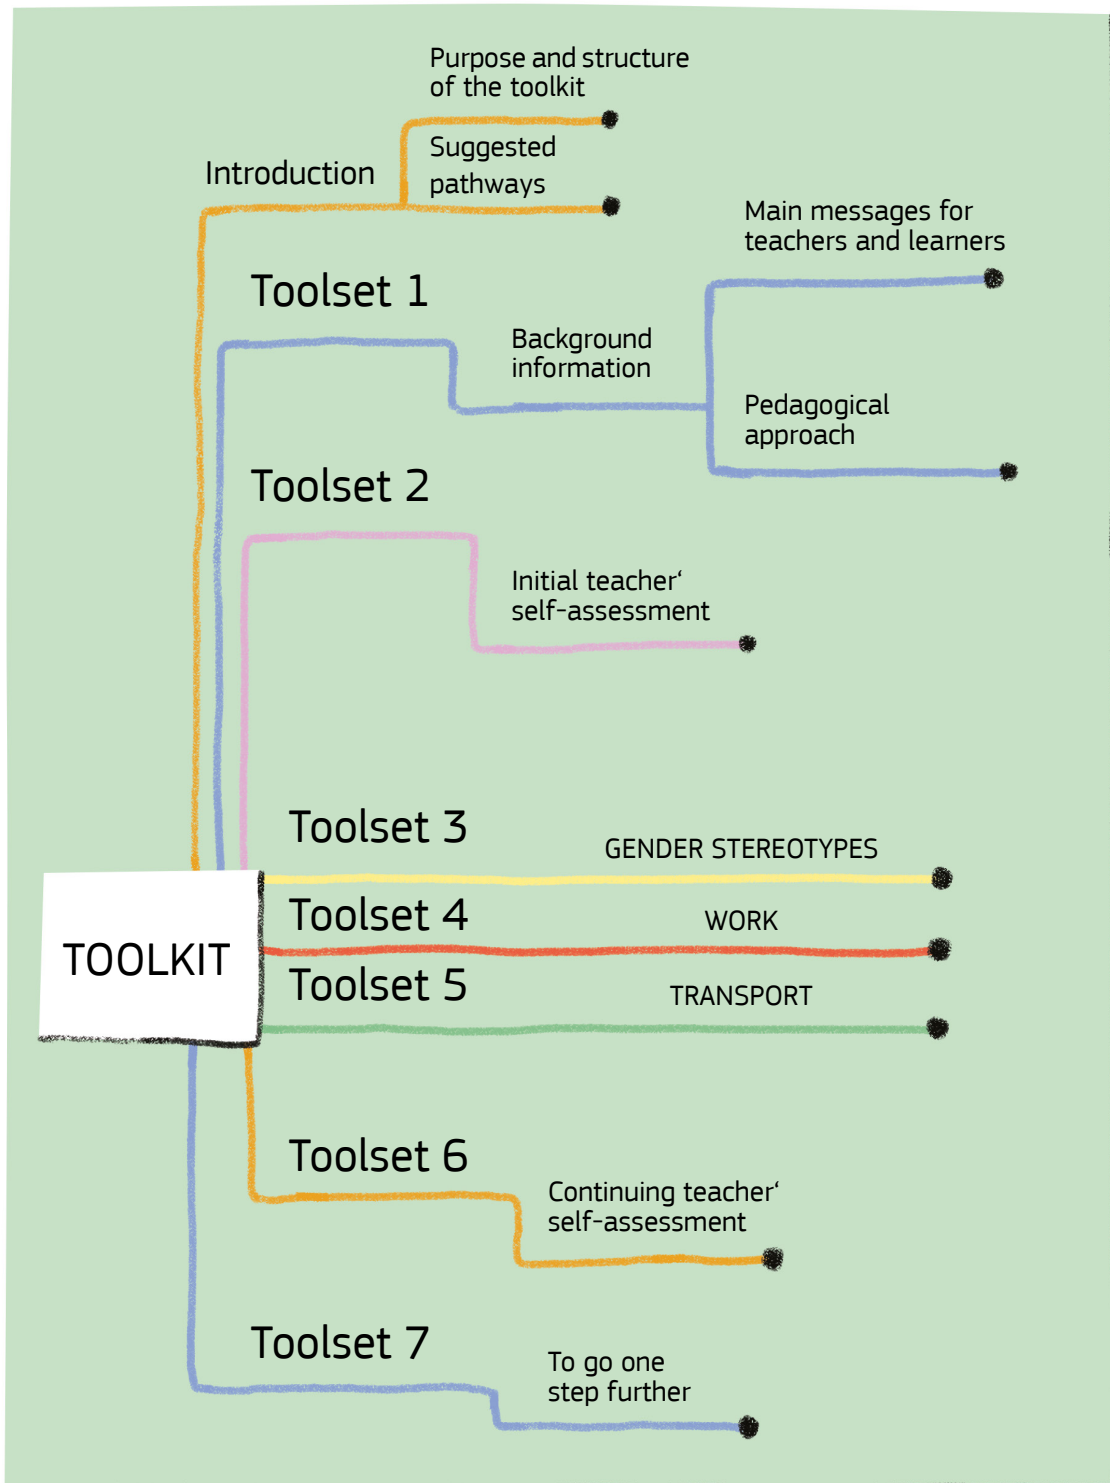 Purpose and structure
of the toolkit
Suggested
pathways
Introduction
Main messages for
teachers and learners
Toolset 1
Background
information
Pedagogical
approach
Toolset 2
Initial teacher‘
self-assessment
Toolset 3
GENDER STEREOTYPES
Toolset 4
WORK
TOOLKIT
Toolset 5
TRANSPORT
Toolset 6
Continuing teacher‘
self-assessment
Toolset 7
To go one
step further